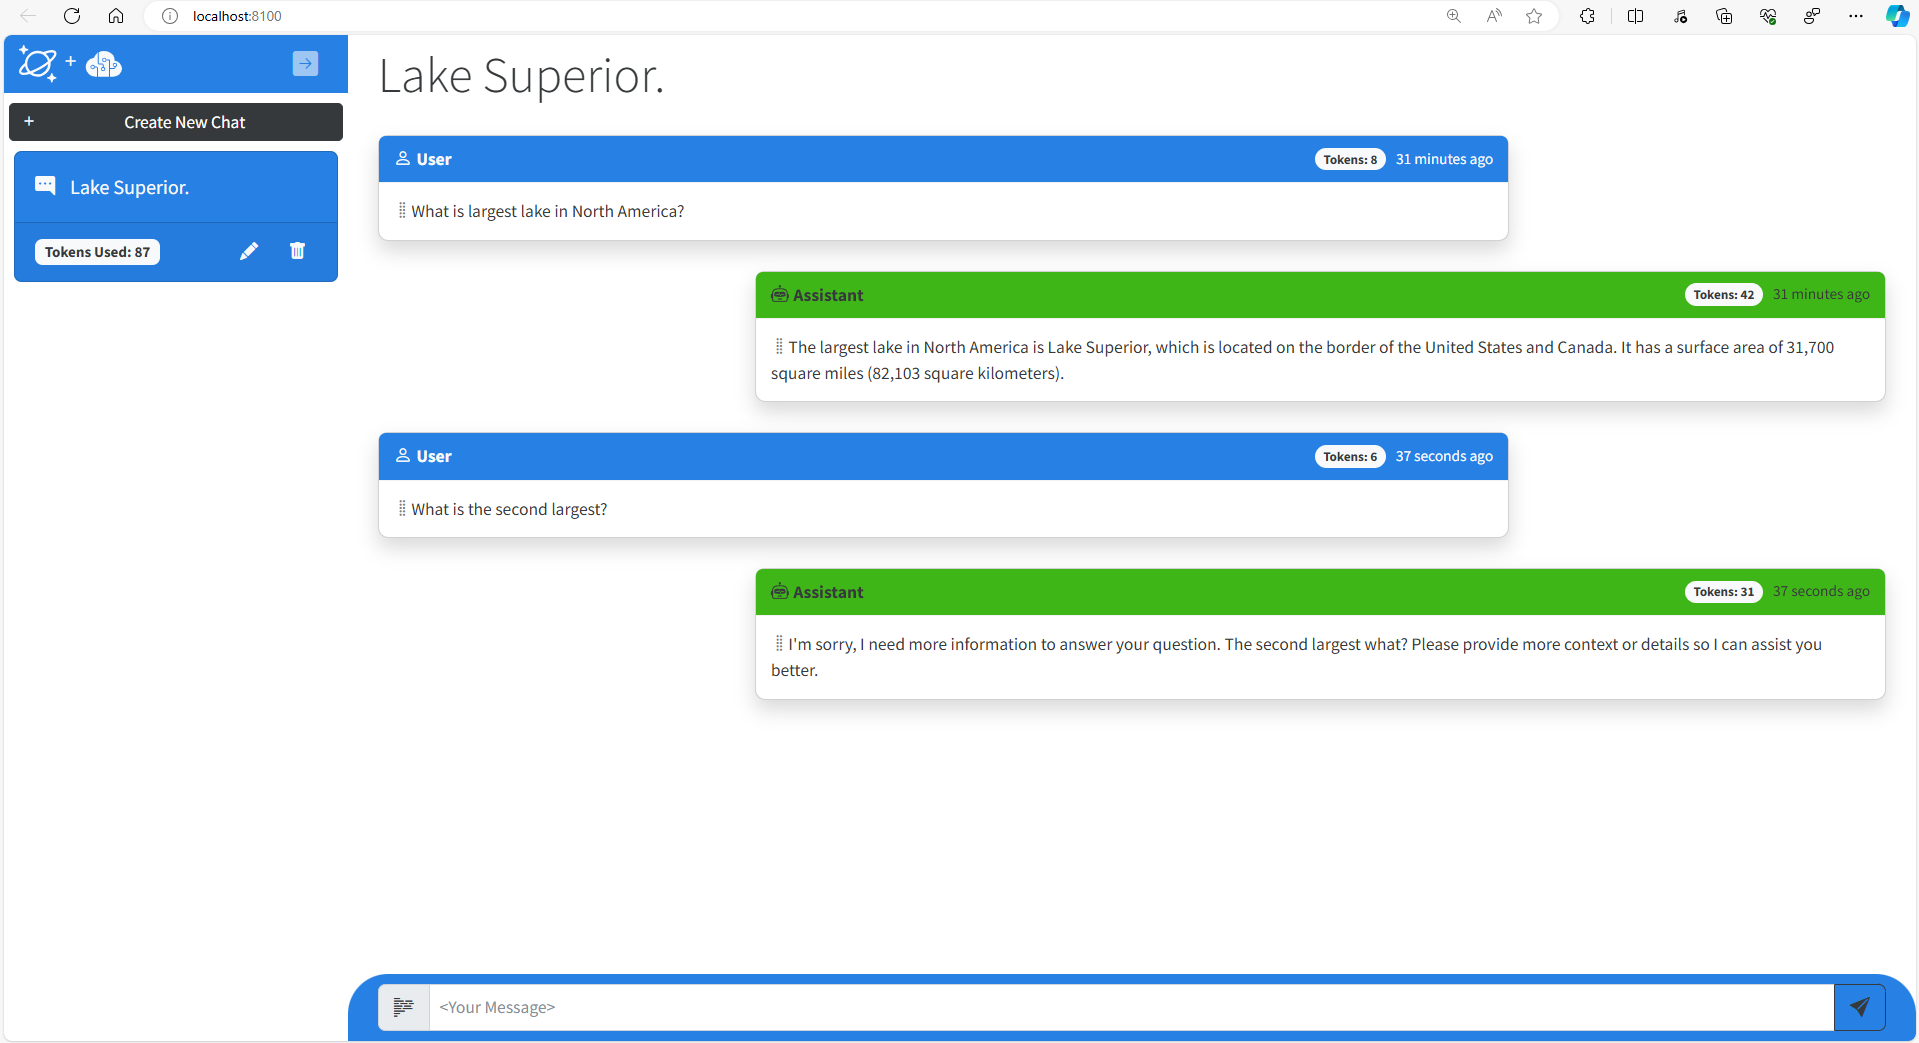 localhost:8100
+
Lake Superior.
+ Create New Chat
User Tokens: 8 31 minutes ago
Lake Superior.
What is largest lake in North America?
Tokens Used: 87
Assistant Tokens: 42 31 minutes ago
The largest lake in North America is Lake Superior, which is located on the border of the United States and Canada. It has a surface area of 31,700
square miles (82,103 square kilometers).
User Tokens: 6 37 seconds ago
What is the second largest?
Assistant Tokens: 31 37 seconds ago
I'm sorry, I need more information to answer your question. The second largest what? Please provide more context or details so I can assist you
better.
<Your Message>